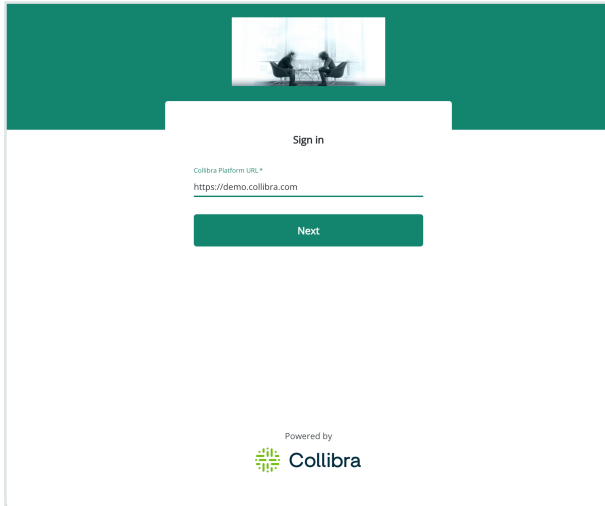 Sign in
Collibra Platform URL*
https://demo.collibra.com
Next
Powered by
Collibra